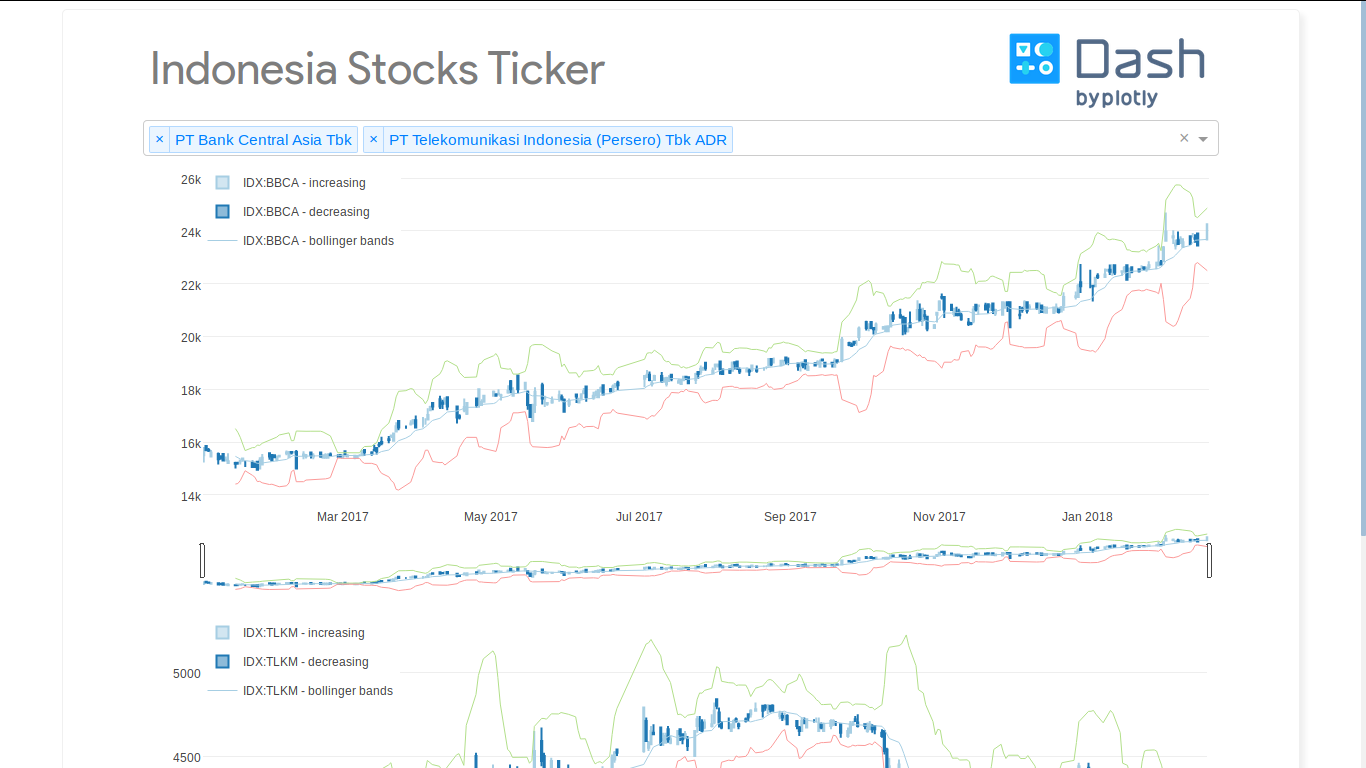 Indonesia Stocks Ticker
Dash
by plotly
× PT Bank Central Asia Tbk × PT Telekomunikasi Indonesia (Persero) Tbk ADR ×
26k
IDX:BBCA - increasing
IDX:BBCA - decreasing
24k
IDX:BBCA - bollinger bands
22k
20k
18k
16k
14k
Mar 2017 May 2017 Jul 2017 Sep 2017 Nov 2017 Jan 2018
IDX:TLKM - increasing
IDX:TLKM - decreasing
5000
IDX:TLKM - bollinger bands
4500